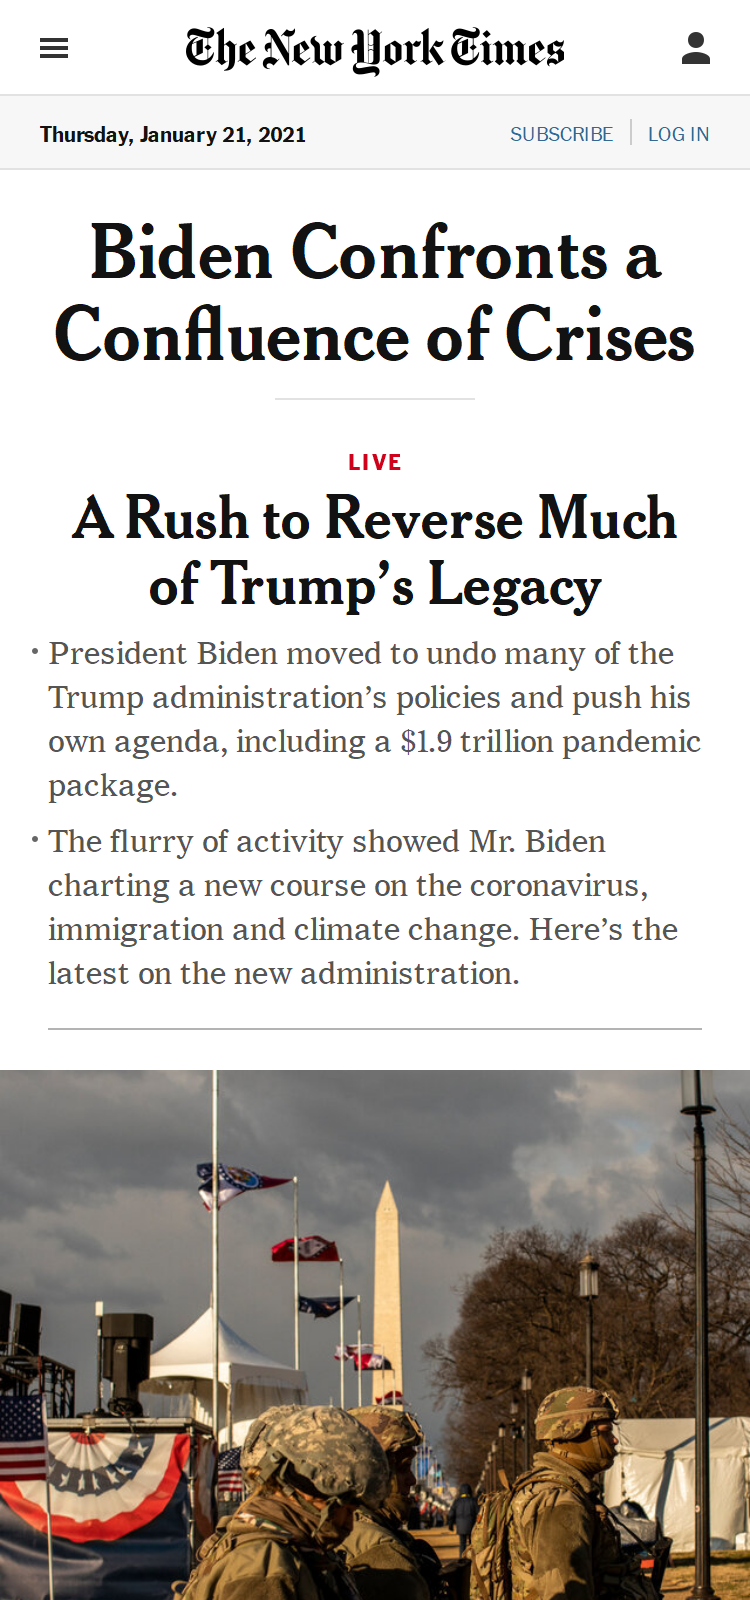 The New York Times
Thursday, January 21, 2021
SUBSCRIBE
LOG IN
Biden Confronts a
Confluence of Crises
LIVE
A Rush to Reverse Much
of Trump’s Legacy
• President Biden moved to undo many of the
Trump administration’s policies and push his
own agenda, including a $1.9 trillion pandemic
package.
• The flurry of activity showed Mr. Biden
charting a new course on the coronavirus,
immigration and climate change. Here’s the
latest on the new administration.